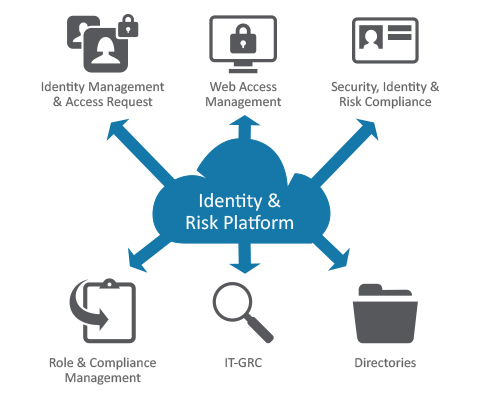 Identity Management
& Access Request
Web Access
Management
Security, Identity &
Risk Compliance
Identity &
Risk Platform
Role & Compliance
Management
IT-GRC
Directories